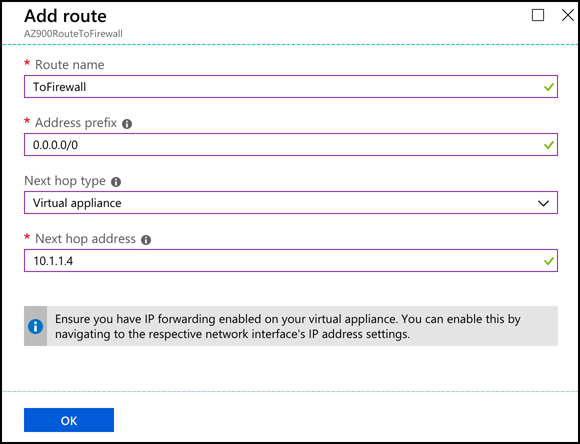 Add route
AZ900RouteToFirewall
* Route name
ToFirewall
* Address prefix
0.0.0.0/0
Next hop type
Virtual appliance
* Next hop address
10.1.1.4
Ensure you have IP forwarding enabled on your virtual appliance. You can enable this by
navigating to the respective network interface's IP address settings.
OK